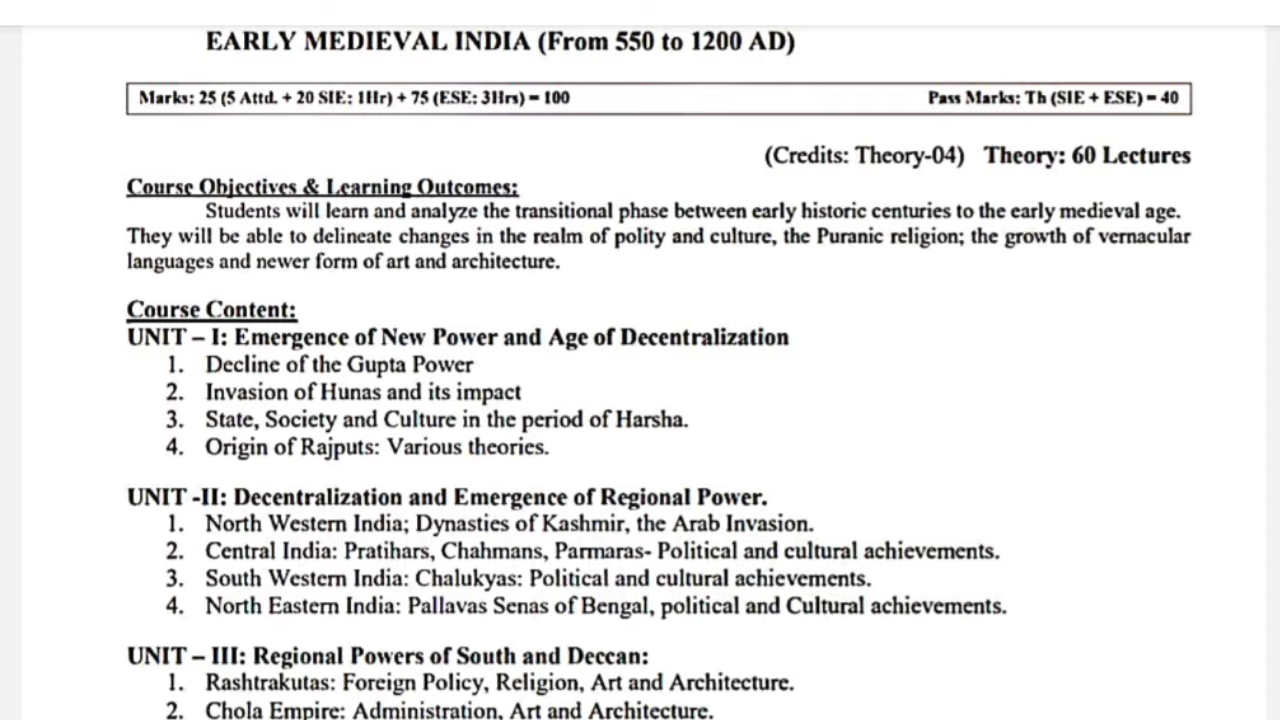 EARLY MEDIEVAL INDIA (From 550 to 1200 AD)
Marks: 25 (5 Attd. + 20 SIE: 1Hr) + 75 (ESE: 3Hrs) = 100 Pass Marks: Th (SIE + ESE) = 40
(Credits: Theory-04) Theory: 60 Lectures
Course Objectives & Learning Outcomes:
Students will learn and analyze the transitional phase between early historic centuries to the early medieval age.
They will be able to delineate changes in the realm of polity and culture, the Puranic religion; the growth of vernacular
languages and newer form of art and architecture.
Course Content:
UNIT – I: Emergence of New Power and Age of Decentralization
1. Decline of the Gupta Power
2. Invasion of Hunas and its impact
3. State, Society and Culture in the period of Harsha.
4. Origin of Rajputs: Various theories.
UNIT -II: Decentralization and Emergence of Regional Power.
1. North Western India; Dynasties of Kashmir, the Arab Invasion.
2. Central India: Pratihars, Chahmans, Parmaras- Political and cultural achievements.
3. South Western India: Chalukyas: Political and cultural achievements.
4. North Eastern India: Pallavas Senas of Bengal, political and Cultural achievements.
UNIT – III: Regional Powers of South and Deccan:
1. Rashtrakutas: Foreign Policy, Religion, Art and Architecture.
2. Chola Empire: Administration, Art and Architecture.